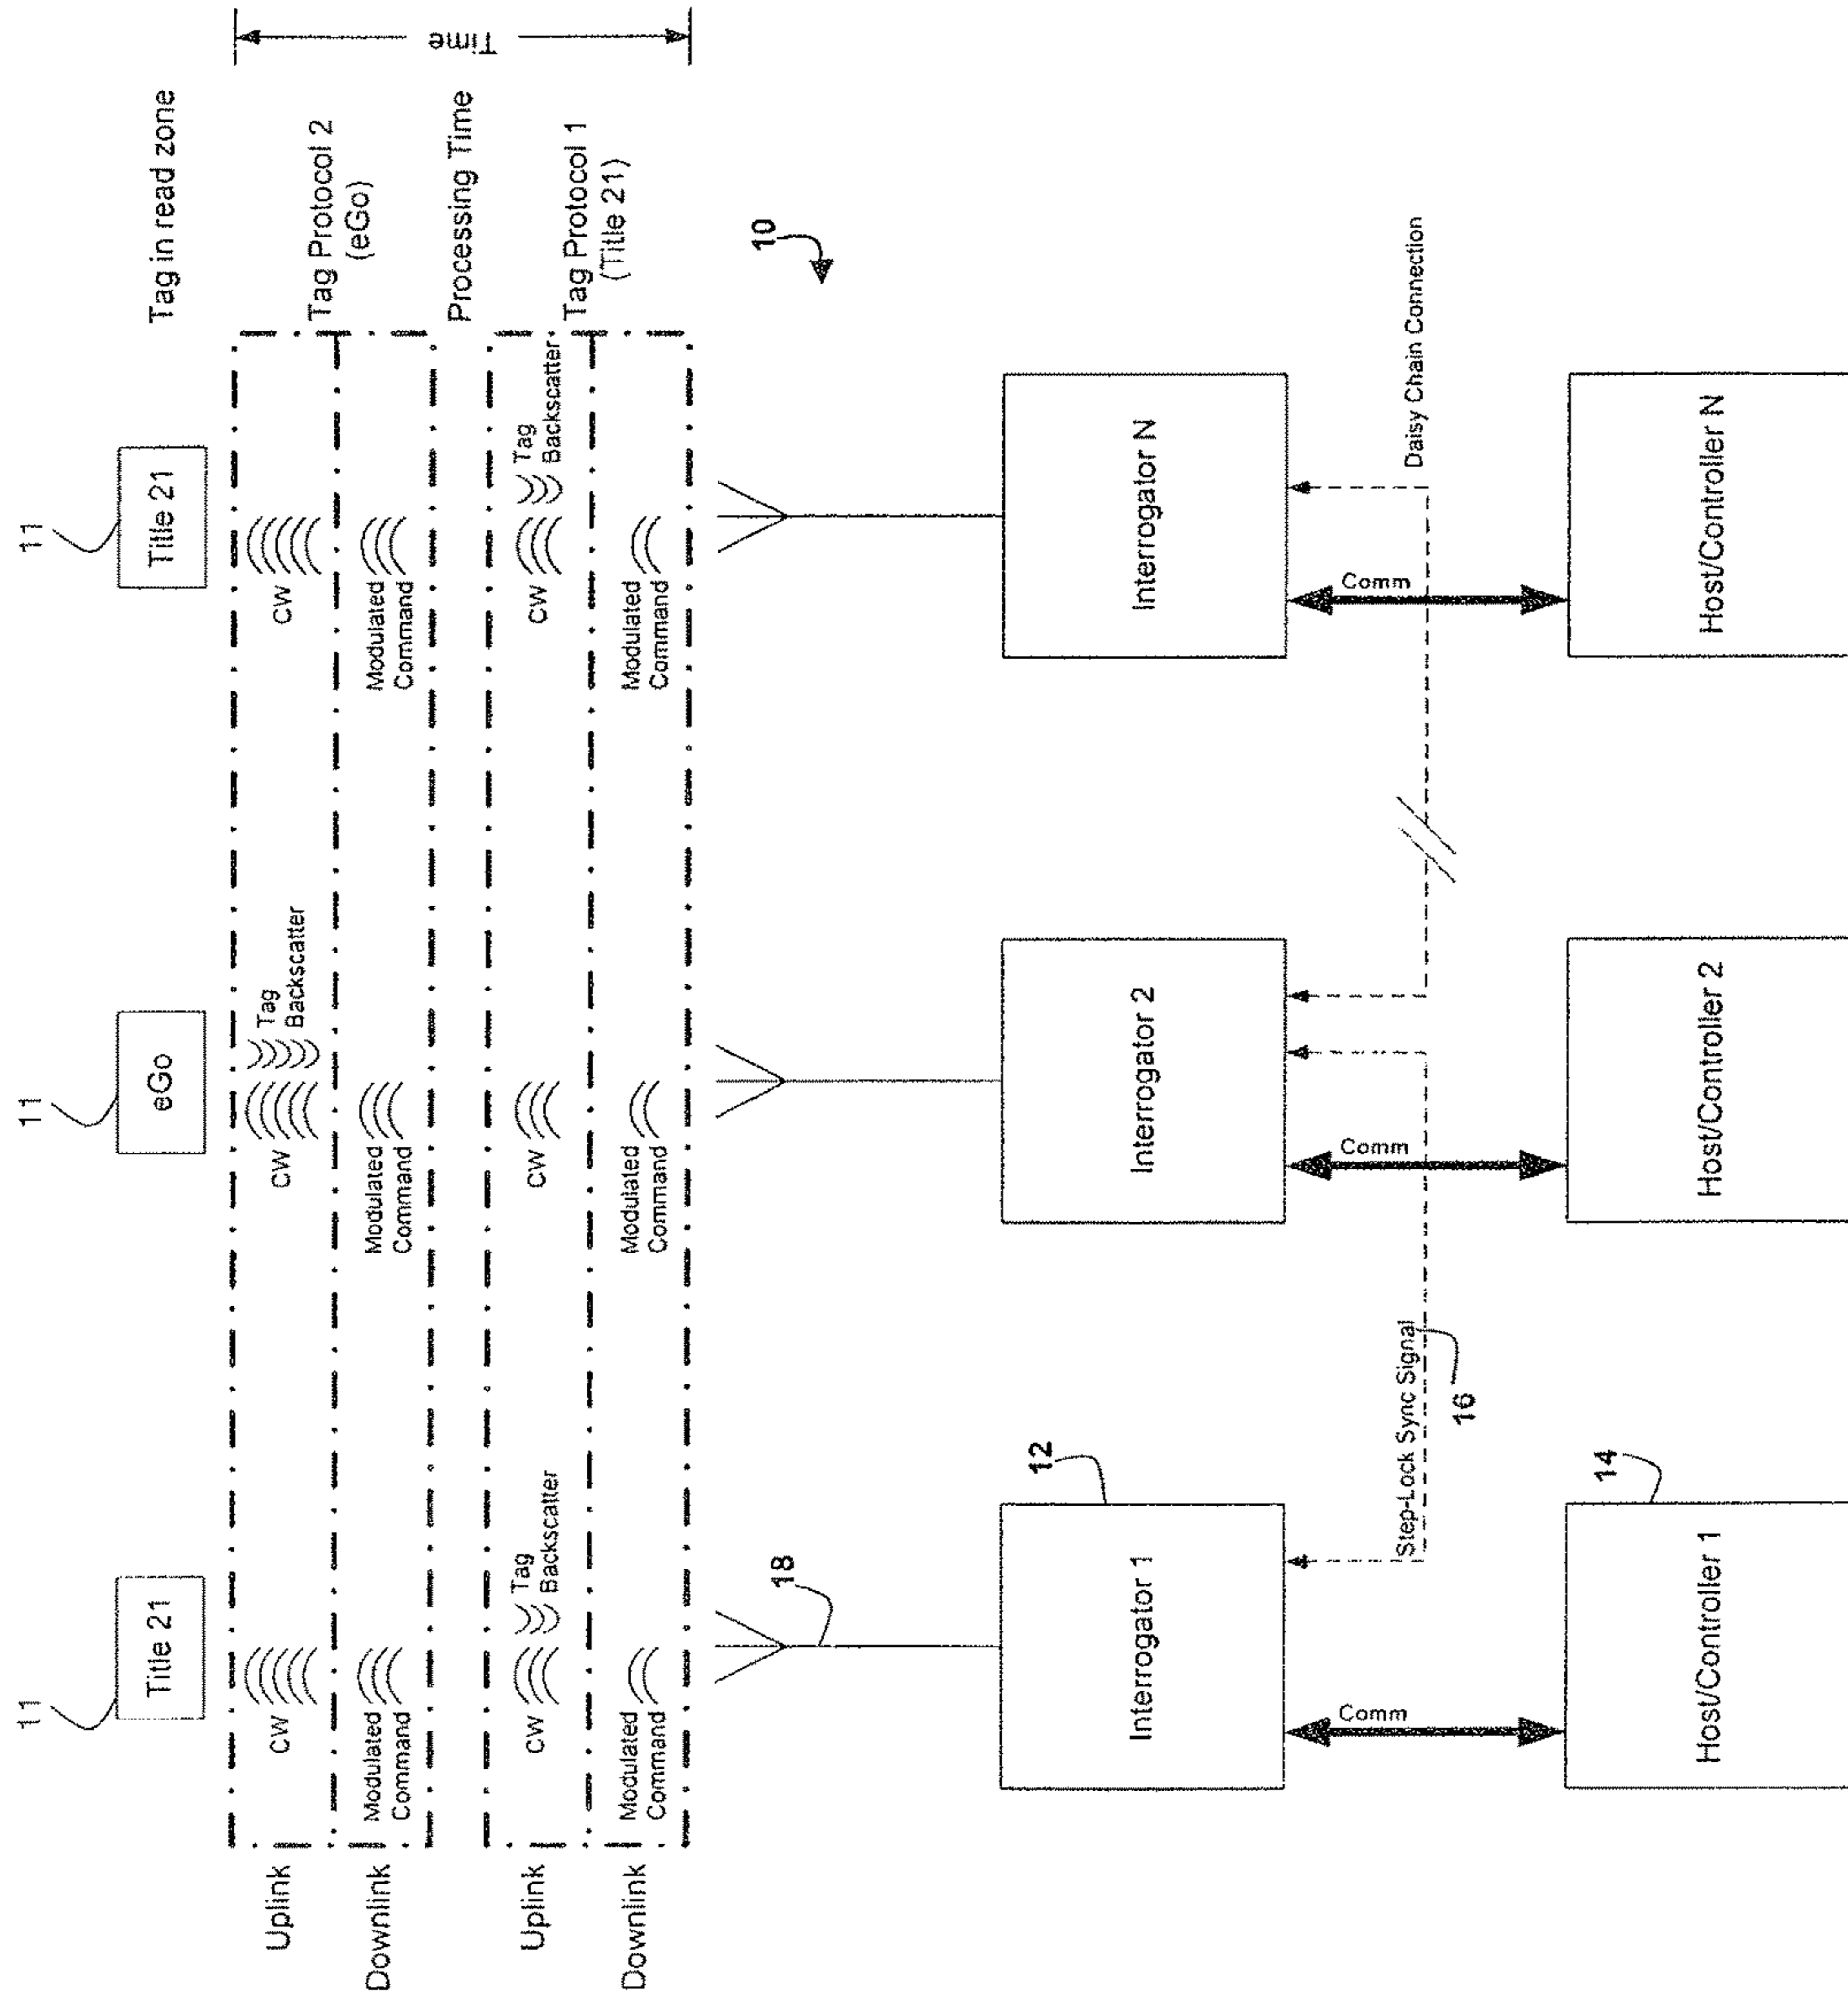 11
11
11
Title 21
eGo
Title 21
Tag in read zone
Uplink
CW
CW
Tag
Backscatter
CW
Tag Protocol 2
(eGo)
Time
Downlink
Modulated
Command
Modulated
Command
Modulated
Command
Processing Time
Uplink
CW
Tag
Backscatter
CW
CW
Tag
Backscatter
Tag Protocol 1
(Title 21)
Downlink
Modulated
Command
Modulated
Command
Modulated
Command
18
10
12
Interrogator 1
Interrogator 2
Interrogator N
Comm
Step-Lock Sync Signal
16
Comm
Comm
Daisy Chain Connection
14
Host/Controller 1
Host/Controller 2
Host/Controller N